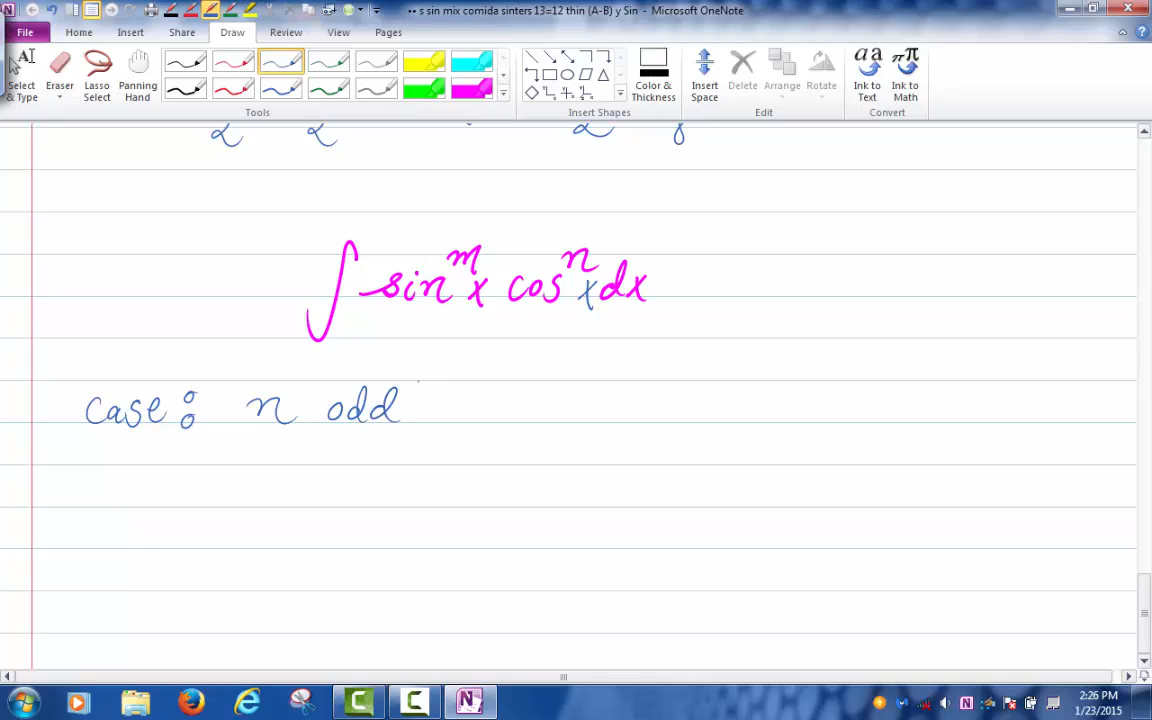 •• s sin mix comida sinters 13=12 thin (A-B) y Sin - Microsoft OneNote
File Home Insert Share Draw Review View Pages
Select & Type
Eraser
Lasso Select
Panning Hand
Color & Thickness
Insert Space
Delete
Arrange
Rotate
Ink to Text
Ink to Math
Tools
Insert Shapes
Edit
Convert
∫ sin^m x cos^n x dx
case: n odd
2:26 PM
1/23/2015